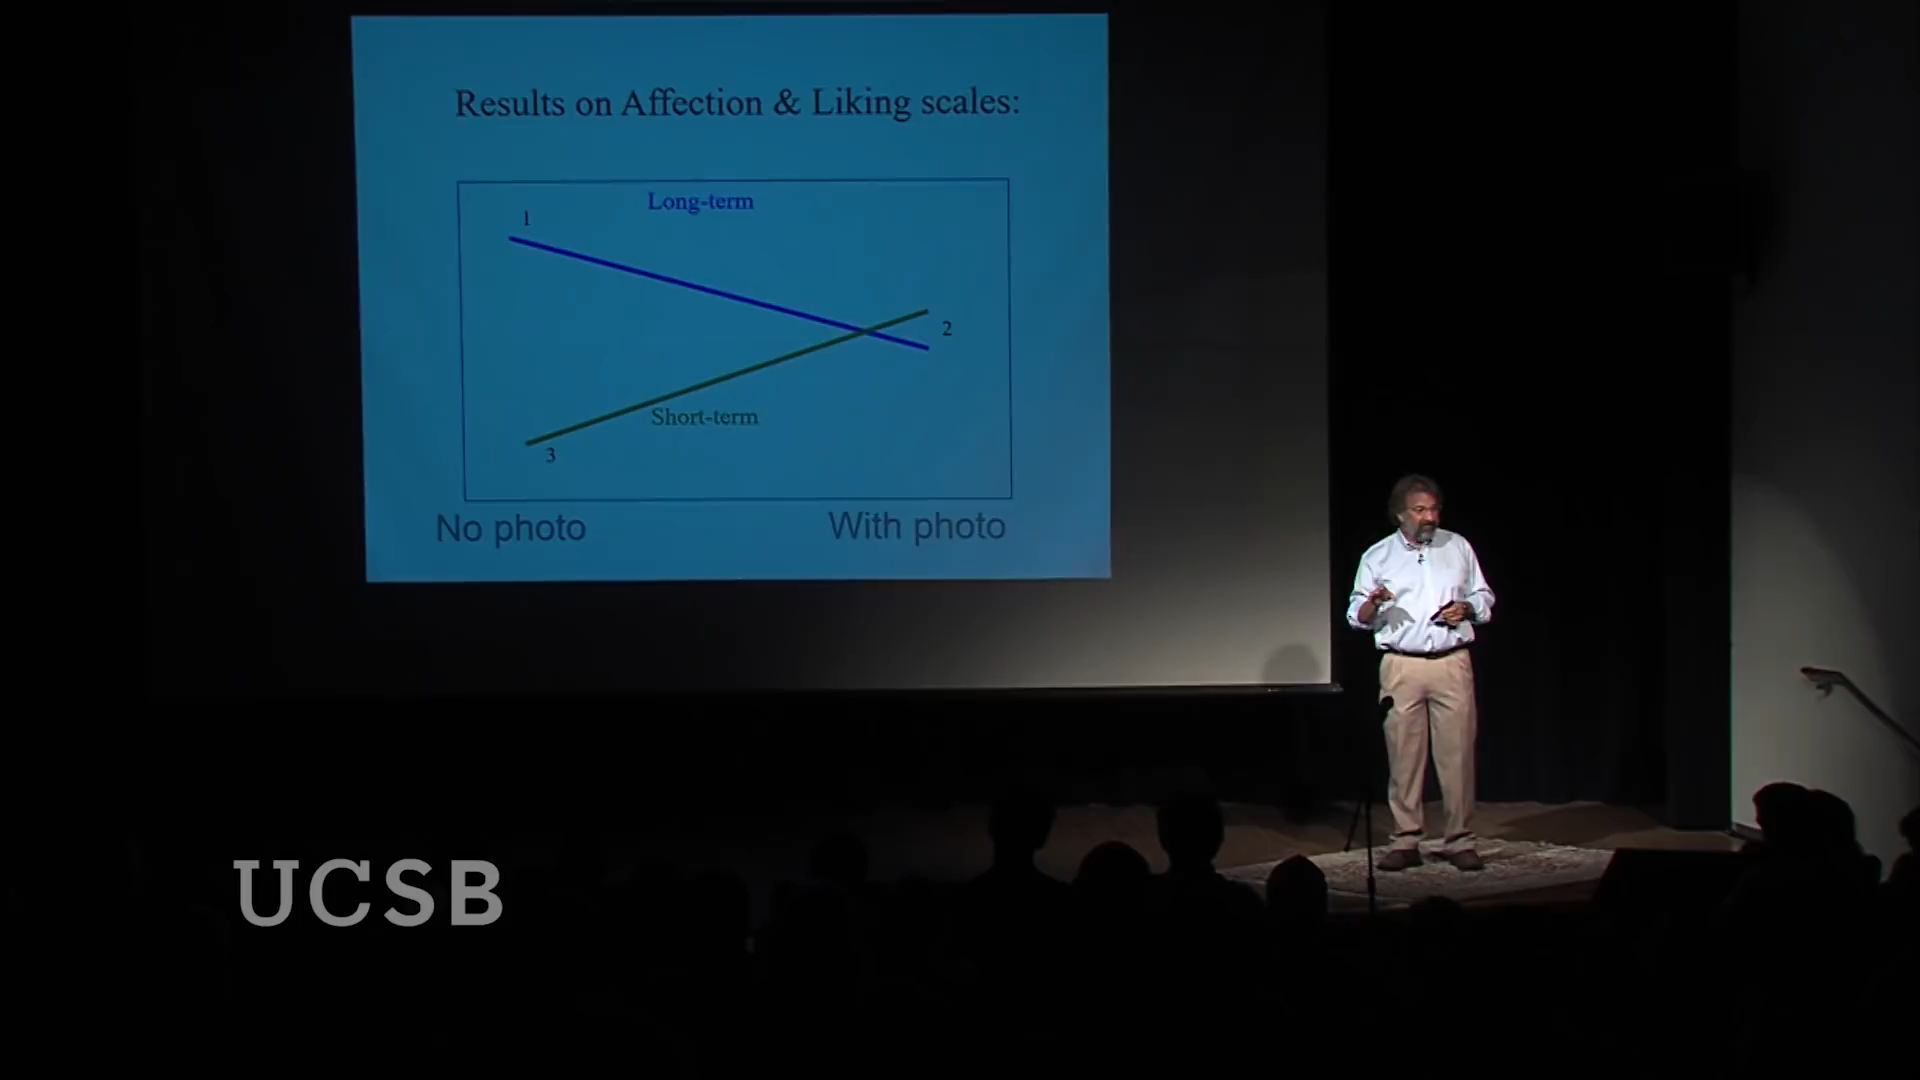 Results on Affection & Liking scales:
Long-term
1
2
Short-term
3
No photo
With photo
UCSB